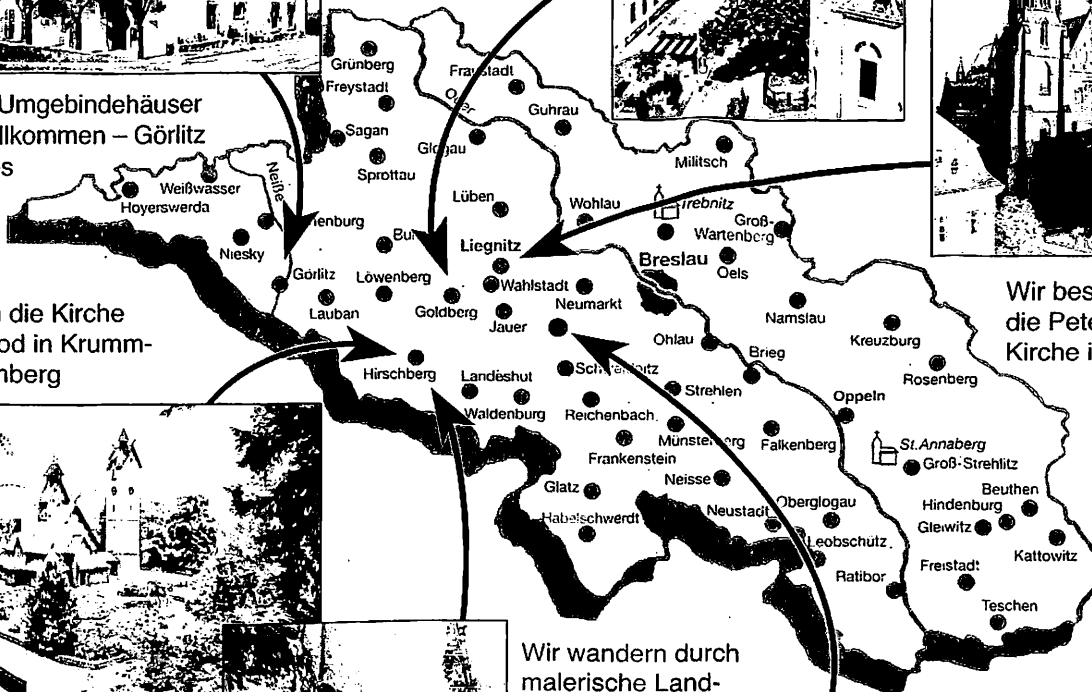 Umgebindehäuser
llkommen – Görlitz
s
Grünberg
Freystadt
Fraystadt
Oder
Guhrau
Sagan
Glogau
Sprottau
Militsch
Neiße
Weißwasser
Hoyerswerda
Lüben
Wohlau
Trebnitz
Groß-
Wartenberg
enburg
Niesky
Liegnitz
Breslau
Oels
Görlitz
Löwenberg
Wahlstadt
Neumarkt
Lauban
Goldberg
Jauer
Namslau
Wir bes
die Pete
Kirche i
die Kirche
od in Krumm-
nberg
Ohlau
Kreuzburg
Brieg
Hirschberg
Landeshut
Rosenberg
Strehlen
Waldenburg
Reichenbach
Oppeln
Falkenberg
Frankenstein
St. Annaberg
Groß-Strehlitz
Glatz
Neisse
Beuthen
Hindenburg
Oberglogau
Neustadt
Habelschwerdt
Gleiwitz
Leobschütz
Kattowitz
Freistadt
Ratibor
Teschen
Wir wandern durch
malerische Land-